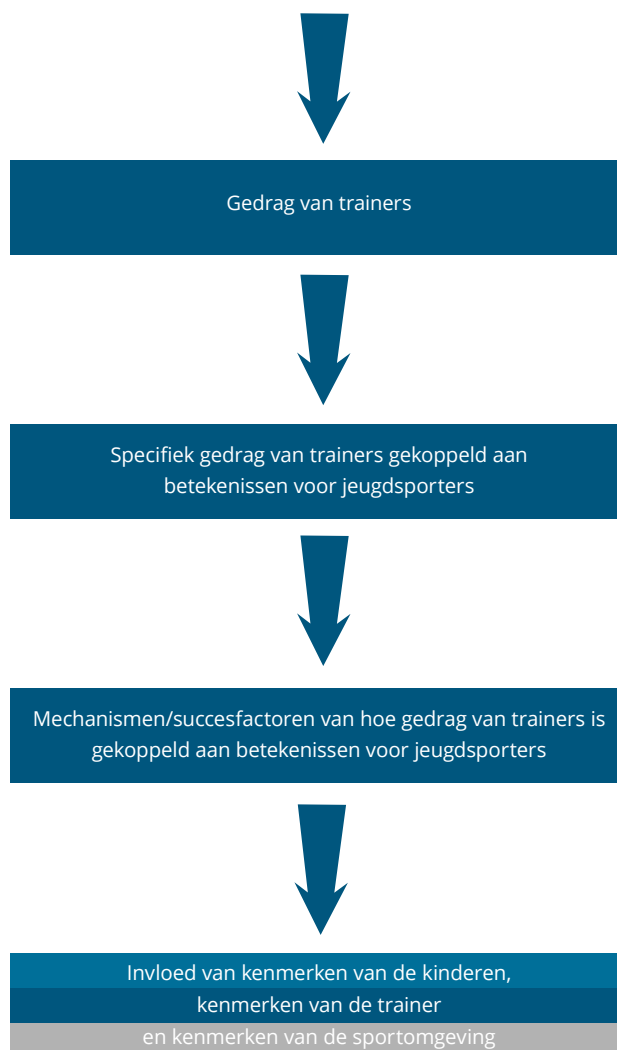 Gedrag van trainers
Specifiek gedrag van trainers gekoppeld aan
betekenissen voor jeugdsporters
Mechanismen/succesfactoren van hoe gedrag van trainers is
gekoppeld aan betekenissen voor jeugdsporters
Invloed van kenmerken van de kinderen,
kenmerken van de trainer
en kenmerken van de sportomgeving